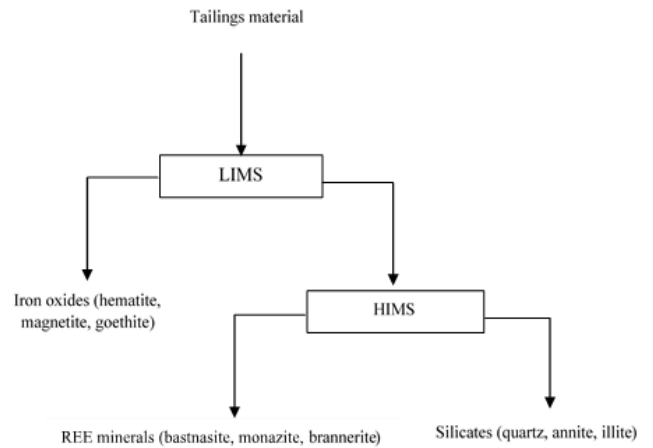 Tailings material
LIMS
Iron oxides (hematite,
magnetite, goethite)
HIMS
REE minerals (bastnasite, monazite, brannerite)
Silicates (quartz, annite, illite)